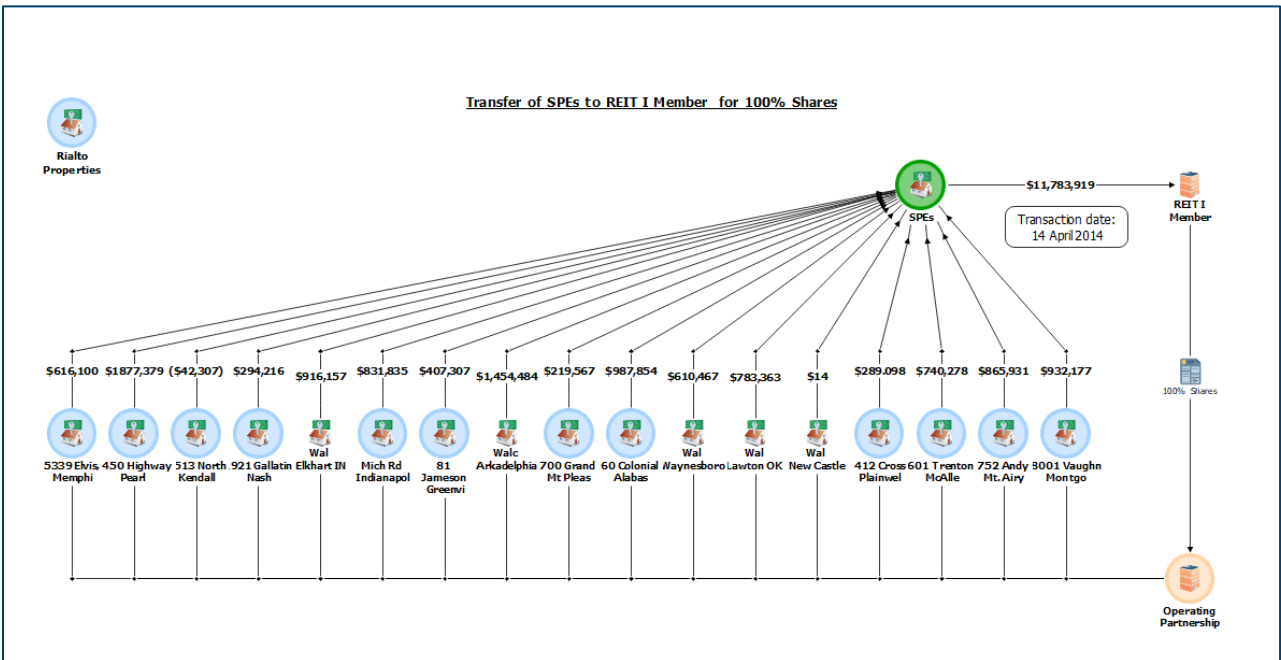 Transfer of SPEs to REIT I Member for 100% Shares
Rialto
Properties
$11,783,919
SPEs
REIT I
Member
Transaction date:
14 April 2014
$616,100
$1877,379
($42,307)
$294,216
$916,157
$831,835
$407,307
$1,454,484
$219,567
$987,854
$610,467
$783,363
$14
$289.098
$740,278
$865,931
$932,177
100% Shares
5339 Elvis,
Memphi
450 Highway
Pearl
513 North
Kendall
921 Gallatin
Nash
Wal
Elkhart IN
Mich Rd
Indianapol
81
Jameson
Greenvi
Walc
Arkadelphia
700 Grand
Mt Pleas
60 Colonial
Alabas
Wal
Waynesboro
Wal
Lawton OK
Wal
New Castle
412 Cross
Plainwel
601 Trenton
McAlle
752 Andy
Mt. Airy
8001 Vaughn
Montgo
Operating
Partnership